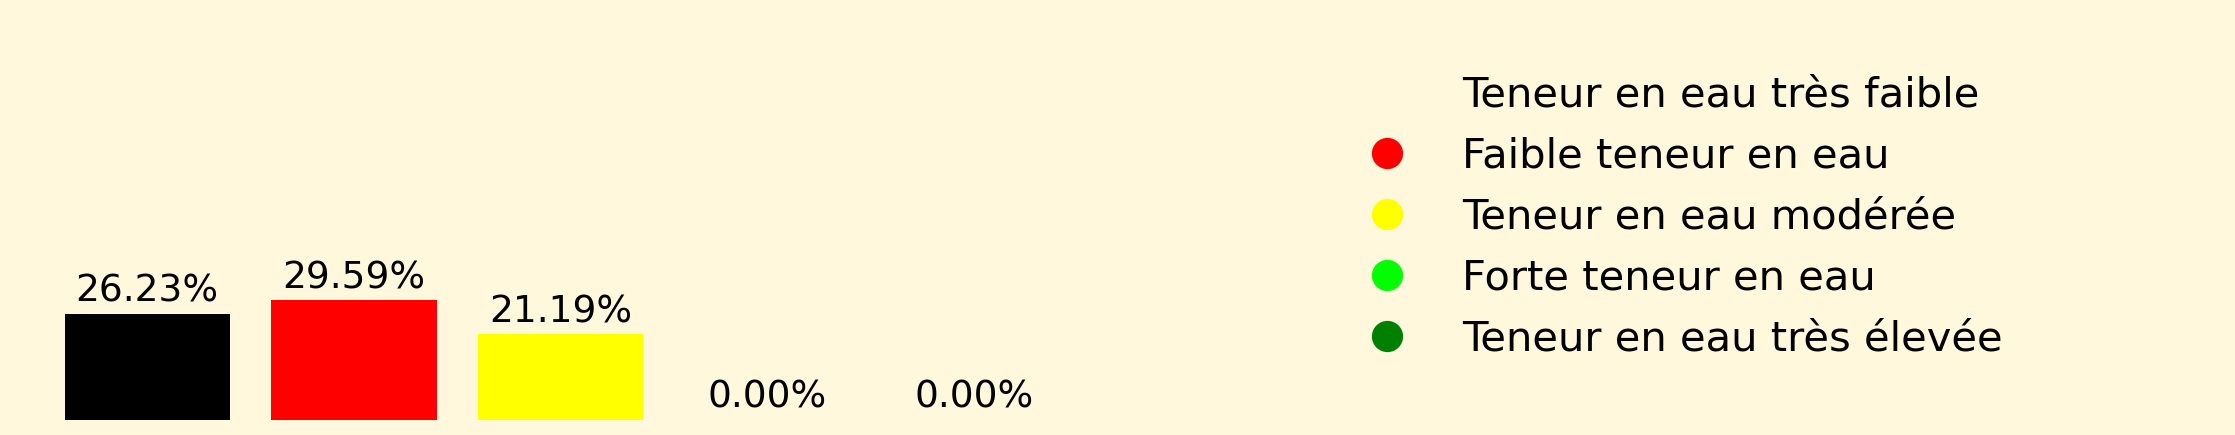 26.23%
29.59%
21.19%
0.00%
0.00%
Teneur en eau très faible
Faible teneur en eau
Teneur en eau modérée
Forte teneur en eau
Teneur en eau très élevée